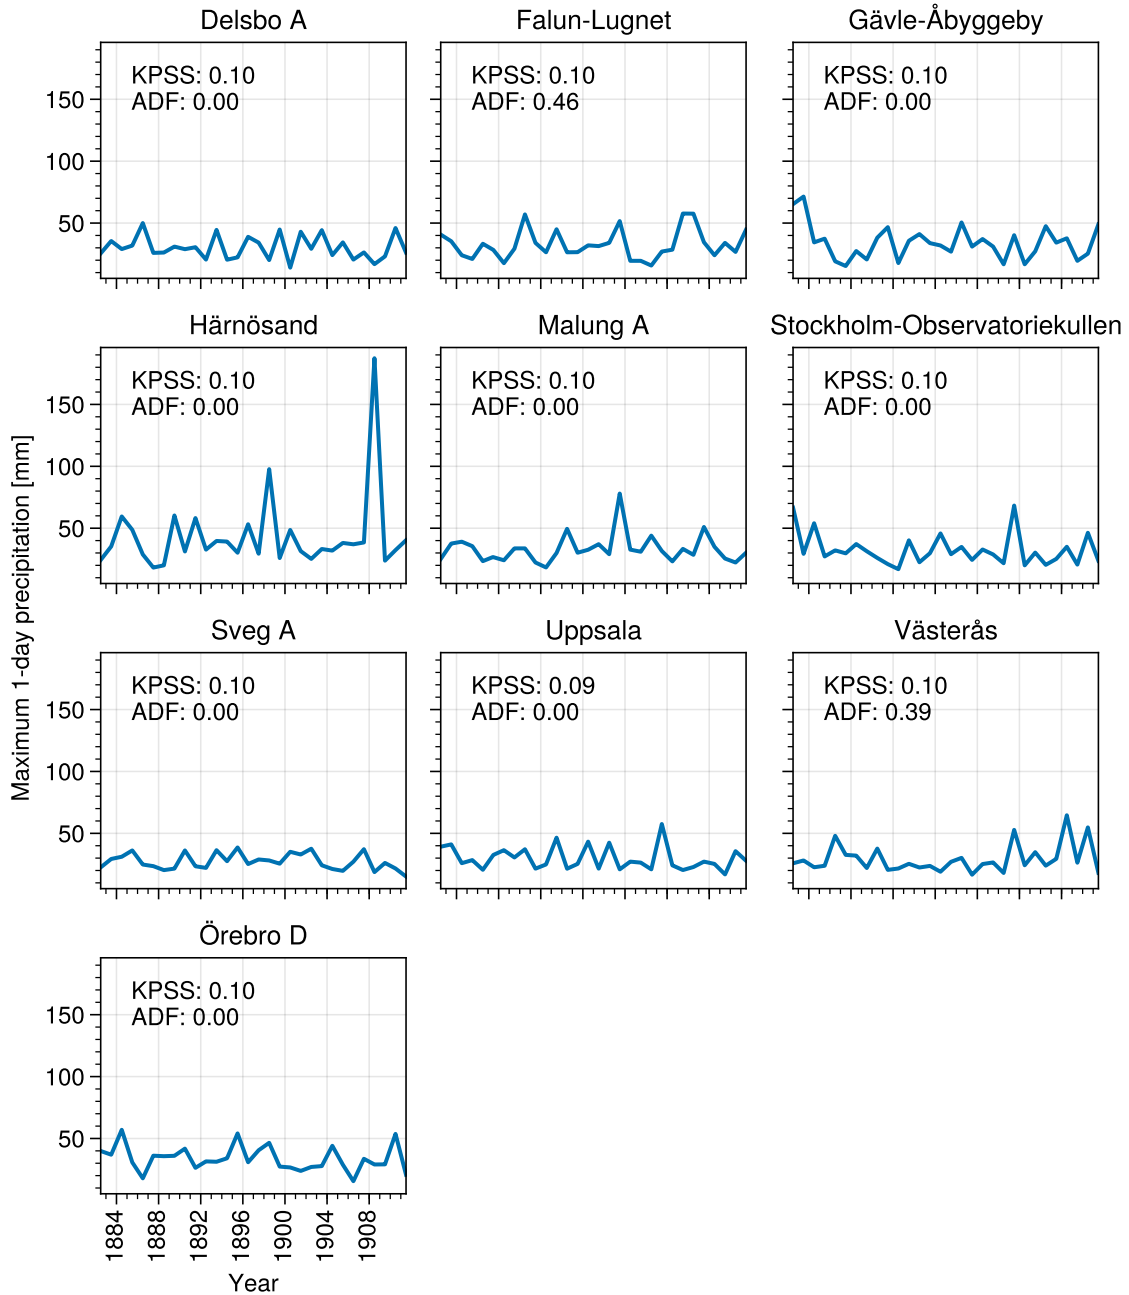 Delsbo A
KPSS: 0.10
ADF: 0.00
150
100
50
Falun-Lugnet
KPSS: 0.10
ADF: 0.46
Gävle-Åbyggeby
KPSS: 0.10
ADF: 0.00
Härnösand
KPSS: 0.10
ADF: 0.00
150
100
50
Malung A
KPSS: 0.10
ADF: 0.00
Stockholm-Observatoriekullen
KPSS: 0.10
ADF: 0.00
Maximum 1-day precipitation [mm]
Sveg A
KPSS: 0.10
ADF: 0.00
150
100
50
Uppsala
KPSS: 0.09
ADF: 0.00
Västerås
KPSS: 0.10
ADF: 0.39
Örebro D
KPSS: 0.10
ADF: 0.00
150
100
50
1884
1888
1892
1896
1900
1904
1908
Year